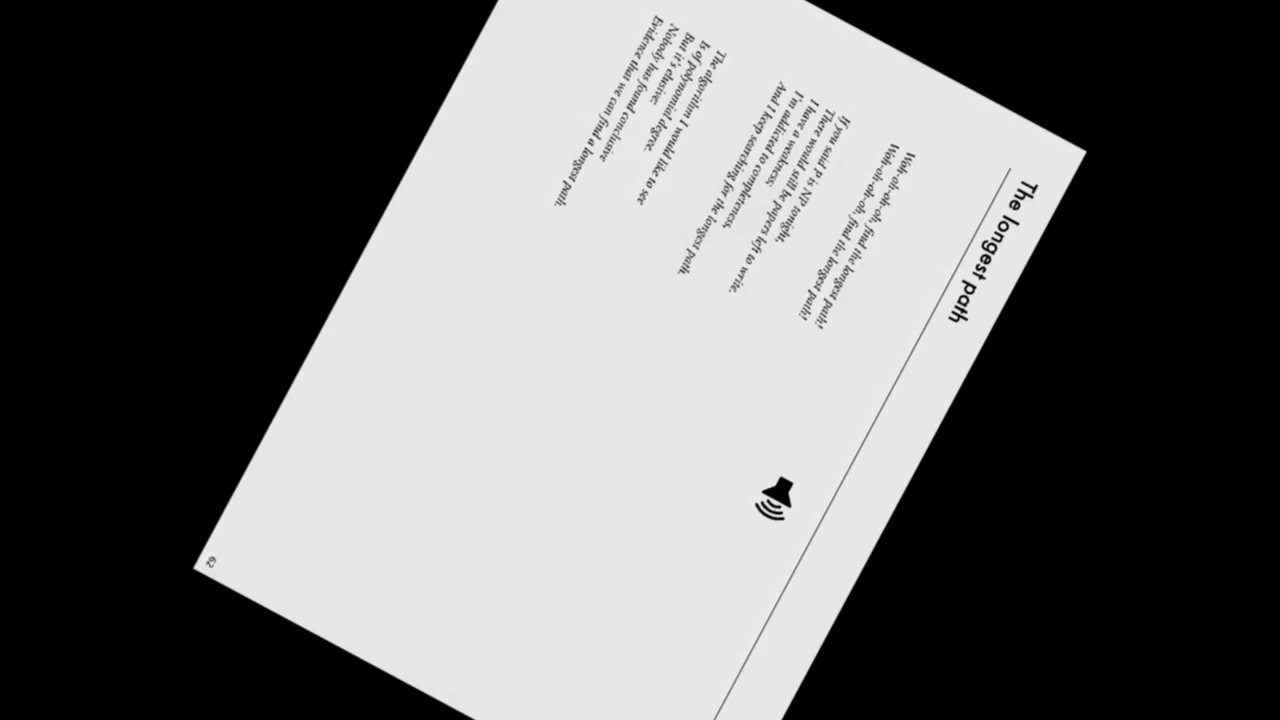 The longest path
Woh-oh-oh-oh, find the longest path!
Woh-oh-oh-oh, find the longest path!
If you said P is NP tonight,
There would still be papers left to write.
I have a weakness;
I'm addicted to completeness,
And I keep searching for the longest path.
The algorithm I would like to see
Is of polynomial degree.
But it's elusive:
Nobody has found conclusive
Evidence that we can find a longest path.
62